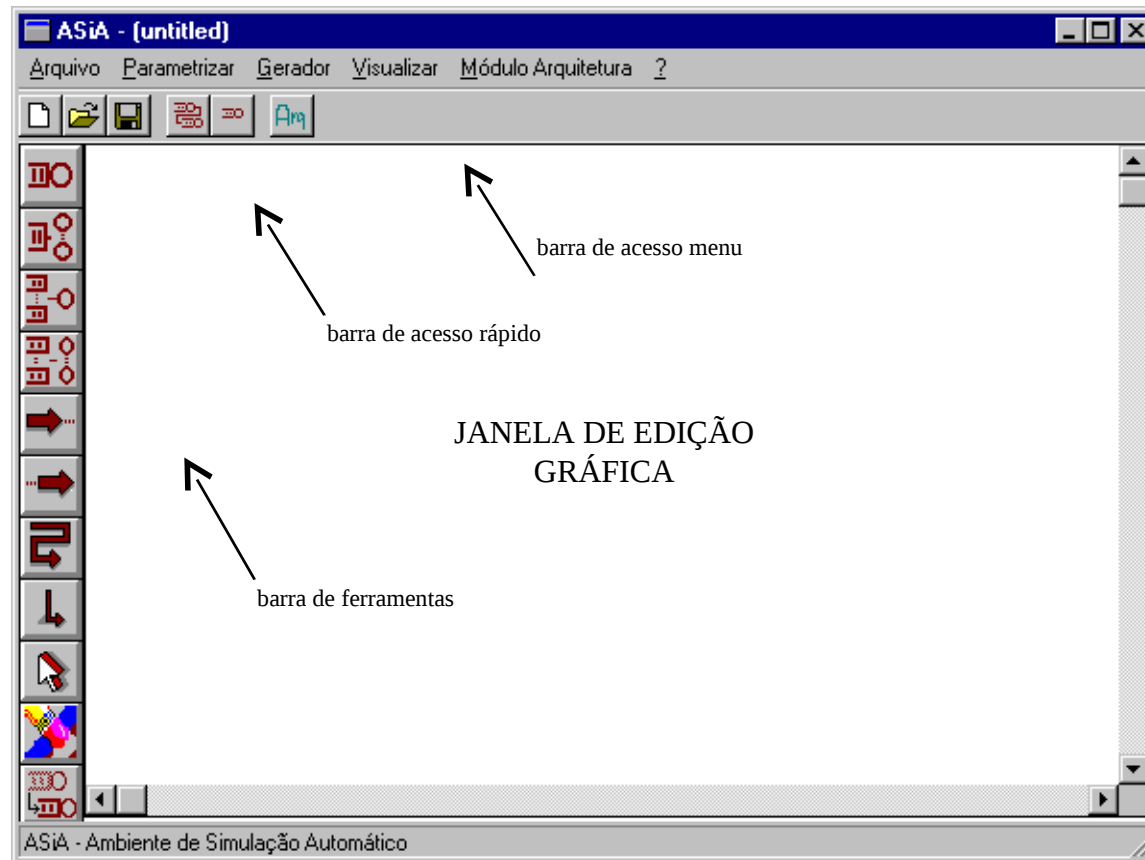 ASiA - (untitled)
Arquivo Parametrizar Gerador Visualizar Módulo Arquitetura ?
Arq
barra de acesso menu
barra de acesso rápido
JANELA DE EDIÇÃO
GRÁFICA
barra de ferramentas
ASiA - Ambiente de Simulação Automático